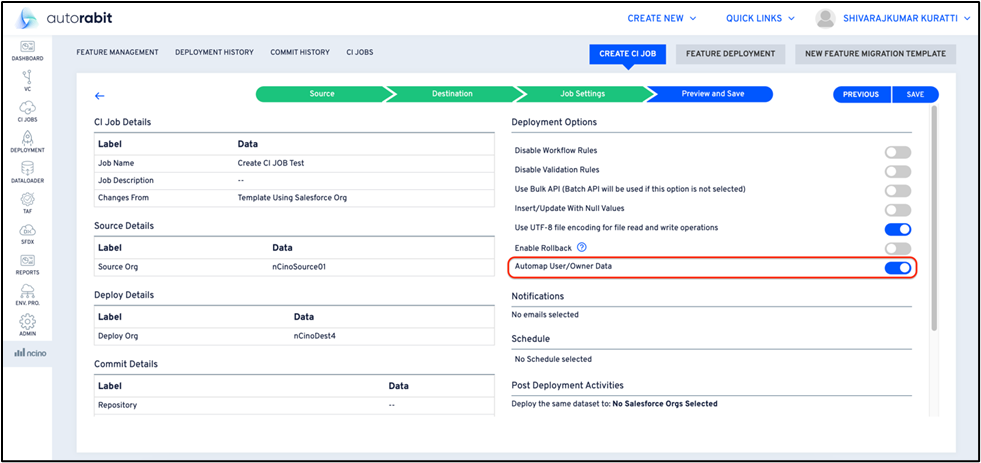 autorabit
CREATE NEW
QUICK LINKS
SHIVARAJKUMAR KURATTI
DASHBOARD
VC
CI JOBS
DEPLOYMENT
DATALOADER
TAF
SFDX
REPORTS
ENV. PRO.
ADMIN
ncino
FEATURE MANAGEMENT
DEPLOYMENT HISTORY
COMMIT HISTORY
CI JOBS
CREATE CI JOB
FEATURE DEPLOYMENT
NEW FEATURE MIGRATION TEMPLATE
Source
Destination
Job Settings
Preview and Save
PREVIOUS
SAVE
CI Job Details
Label Data
Job Name Create CI JOB Test
Job Description --
Changes From Template Using Salesforce Org
Source Details
Label Data
Source Org nCinoSource01
Deploy Details
Label Data
Deploy Org nCinoDest4
Commit Details
Label Data
Repository --
Deployment Options
Disable Workflow Rules
Disable Validation Rules
Use Bulk API (Batch API will be used if this option is not selected)
Insert/Update With Null Values
Use UTF-8 file encoding for file read and write operations
Enable Rollback ?
Automap User/Owner Data
Notifications
No emails selected
Schedule
No Schedule selected
Post Deployment Activities
Deploy the same dataset to: No Salesforce Orgs Selected